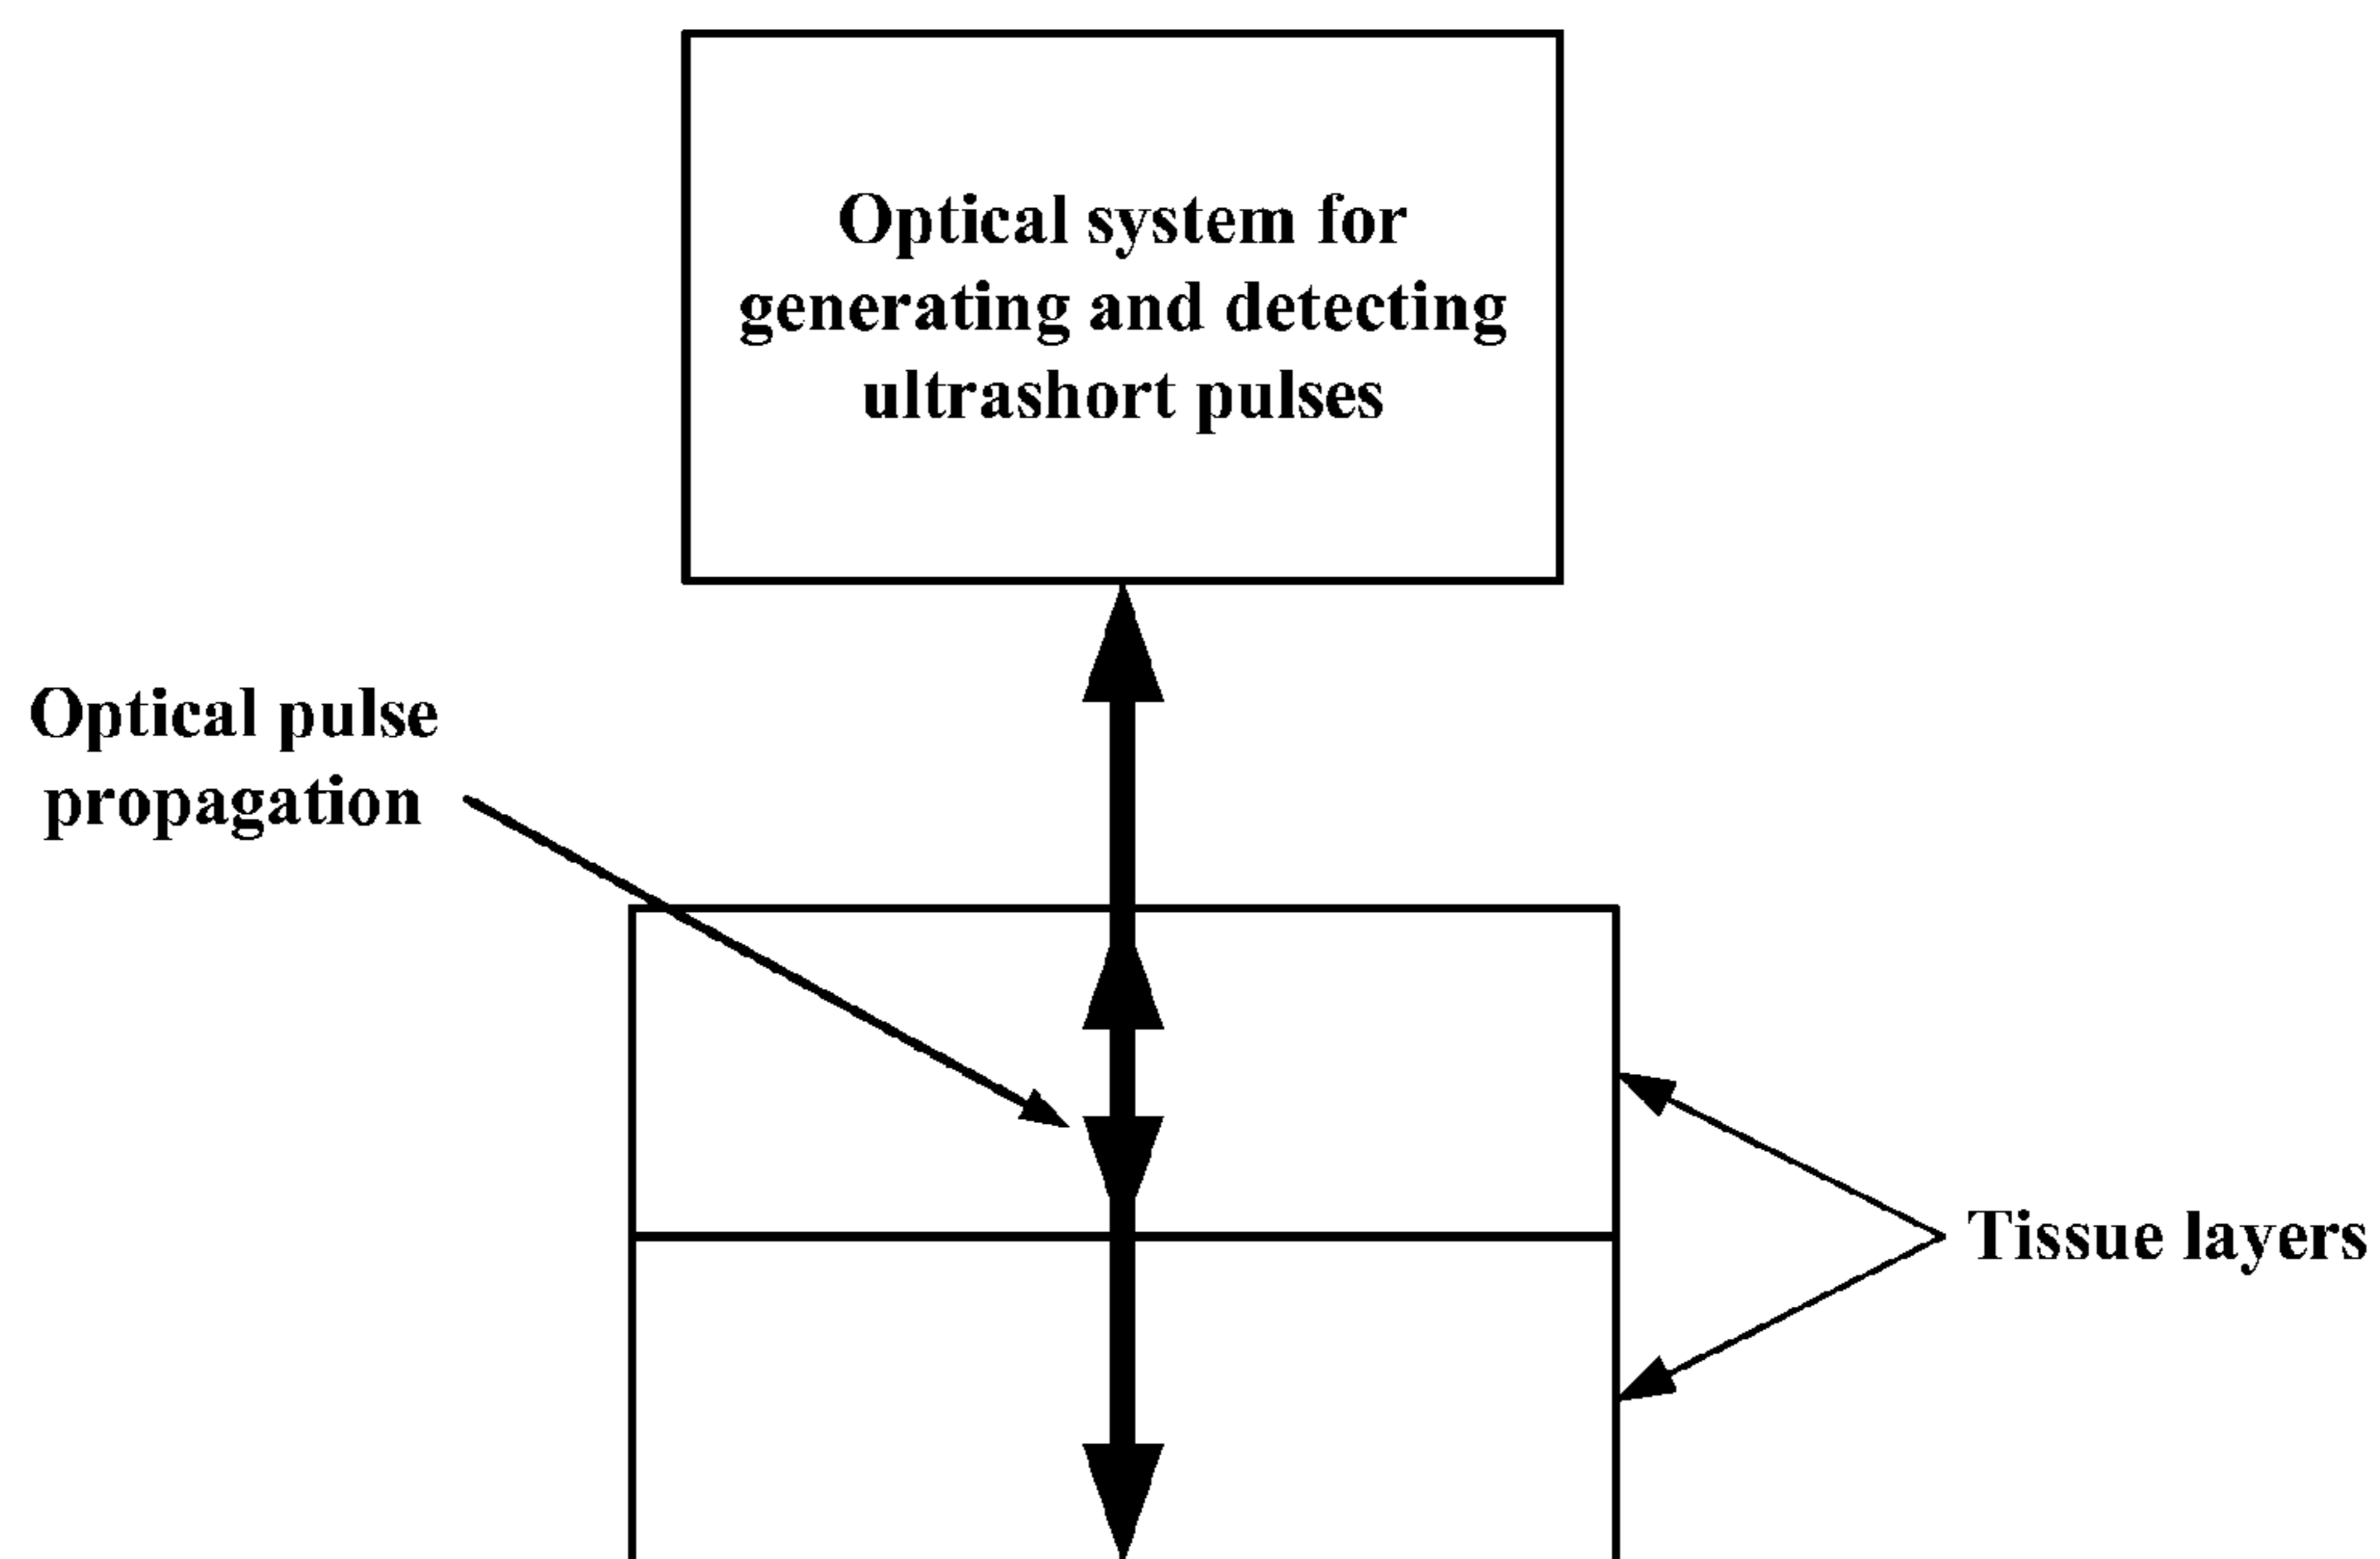 Optical system for
generating and detecting
ultrashort pulses
Optical pulse
propagation
Tissue layers